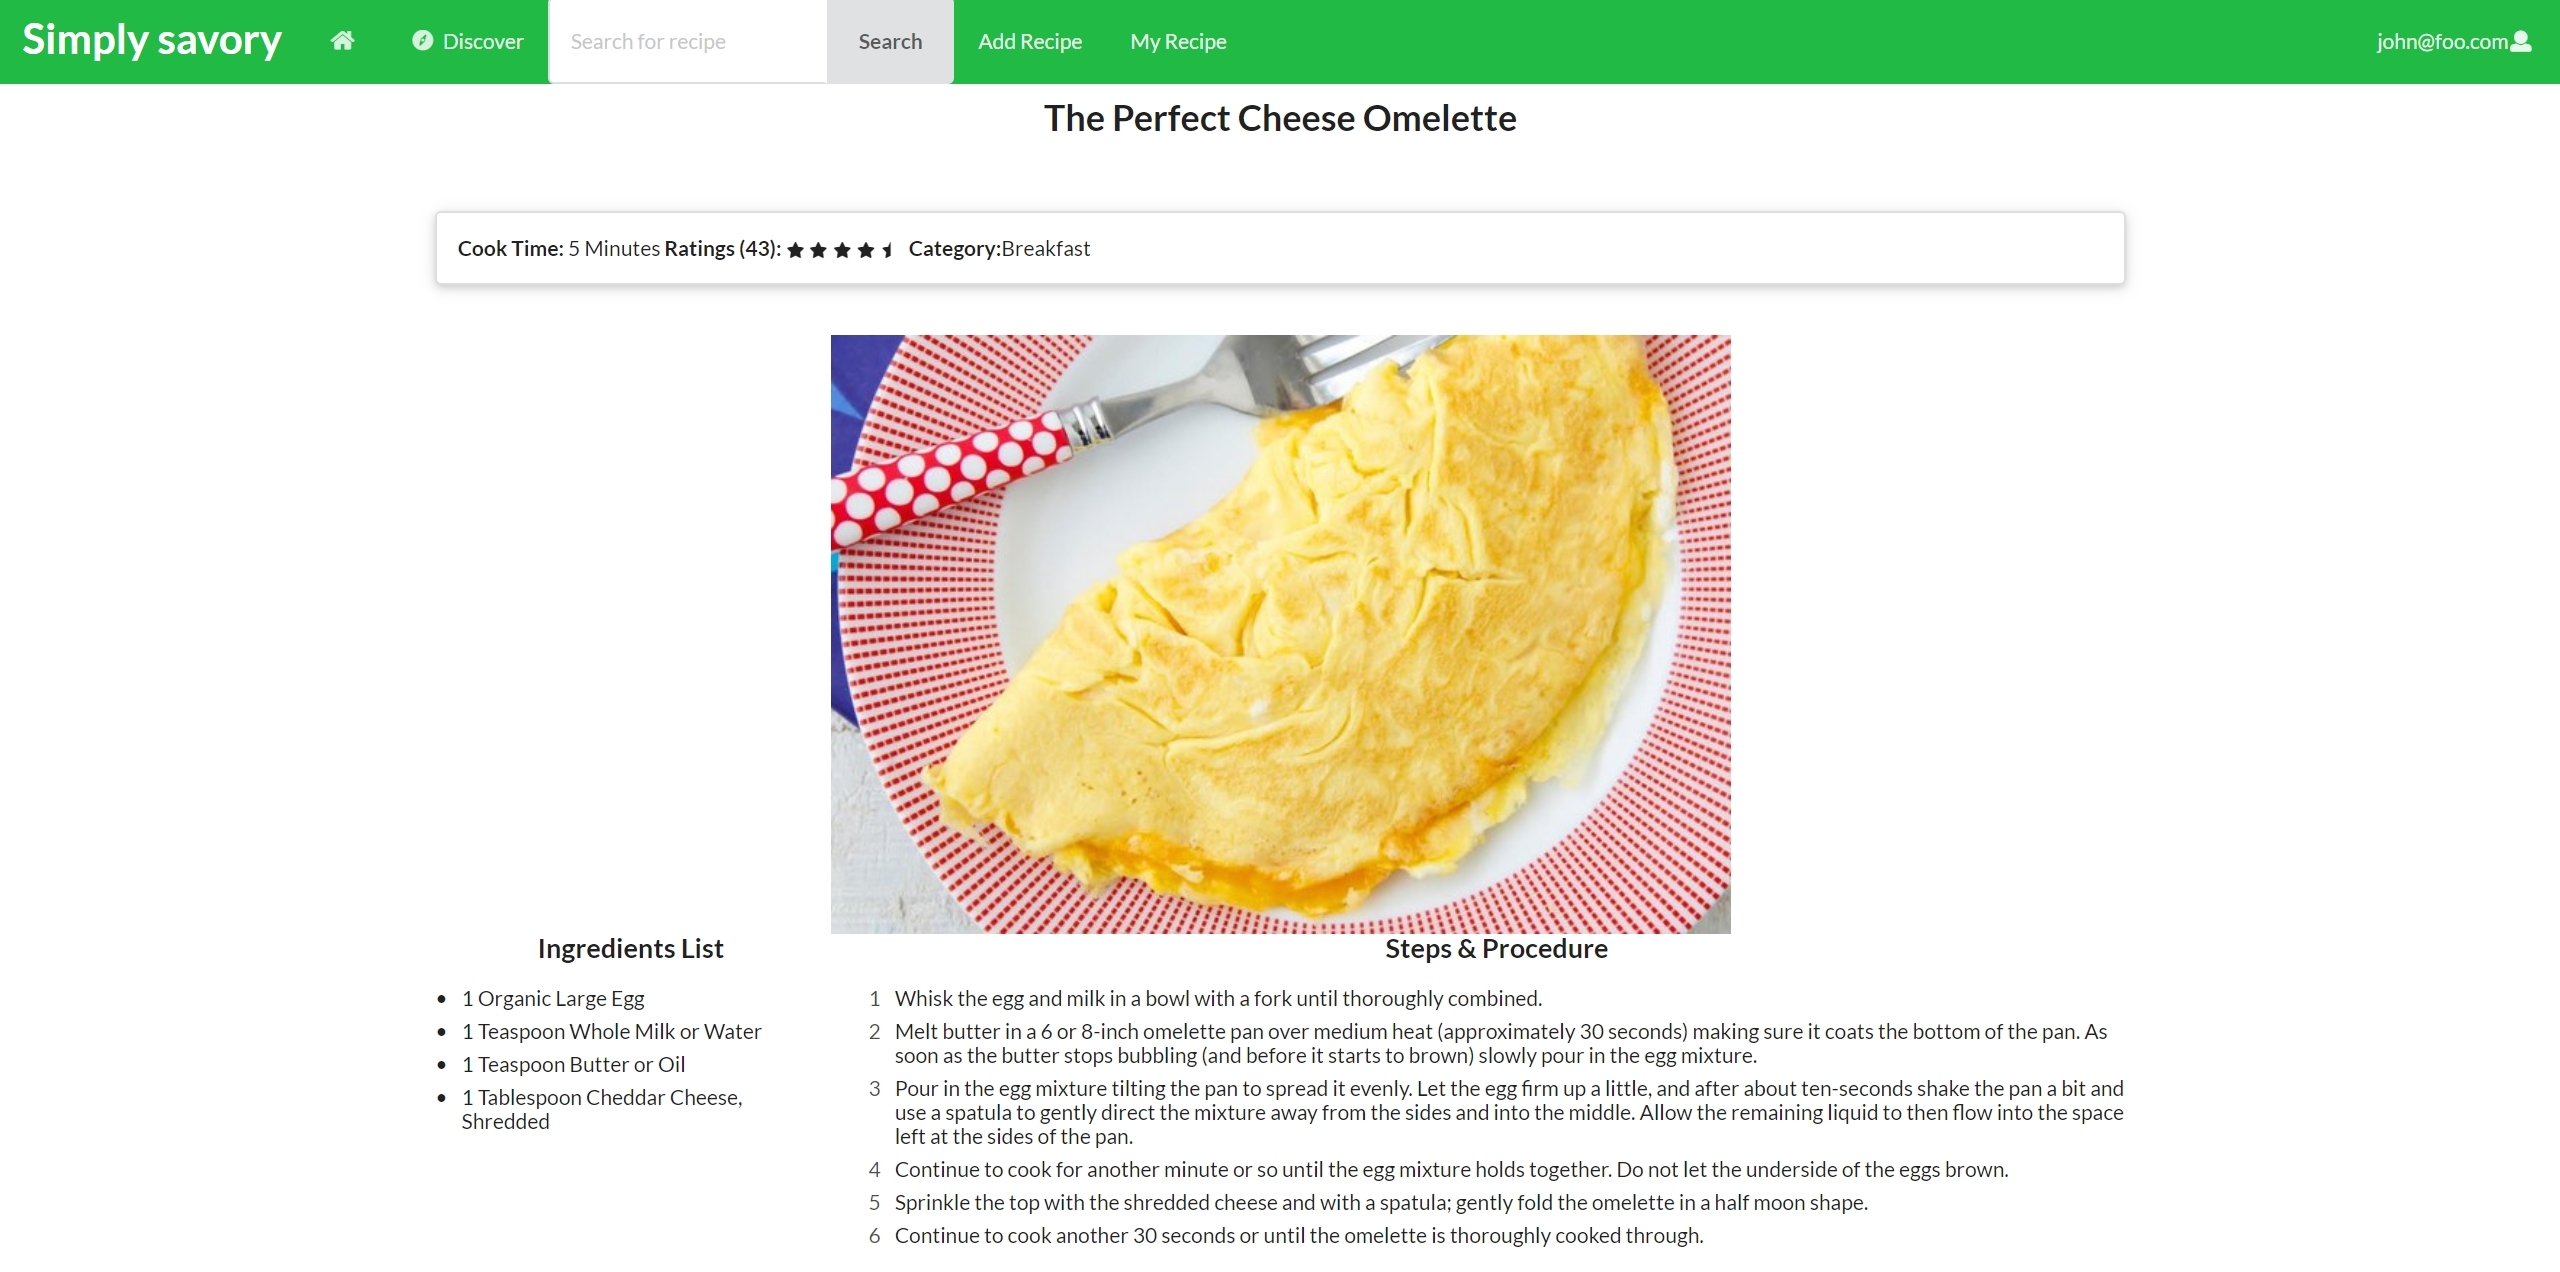 Simply savory Discover Search for recipe Search Add Recipe My Recipe john@foo.com
The Perfect Cheese Omelette
Cook Time: 5 Minutes Ratings (43): Category:Breakfast
Ingredients List
• 1 Organic Large Egg
• 1 Teaspoon Whole Milk or Water
• 1 Teaspoon Butter or Oil
• 1 Tablespoon Cheddar Cheese,
Shredded
Steps & Procedure
1 Whisk the egg and milk in a bowl with a fork until thoroughly combined.
2 Melt butter in a 6 or 8-inch omelette pan over medium heat (approximately 30 seconds) making sure it coats the bottom of the pan. As
soon as the butter stops bubbling (and before it starts to brown) slowly pour in the egg mixture.
3 Pour in the egg mixture tilting the pan to spread it evenly. Let the egg firm up a little, and after about ten-seconds shake the pan a bit and
use a spatula to gently direct the mixture away from the sides and into the middle. Allow the remaining liquid to then flow into the space
left at the sides of the pan.
4 Continue to cook for another minute or so until the egg mixture holds together. Do not let the underside of the eggs brown.
5 Sprinkle the top with the shredded cheese and with a spatula; gently fold the omelette in a half moon shape.
6 Continue to cook another 30 seconds or until the omelette is thoroughly cooked through.